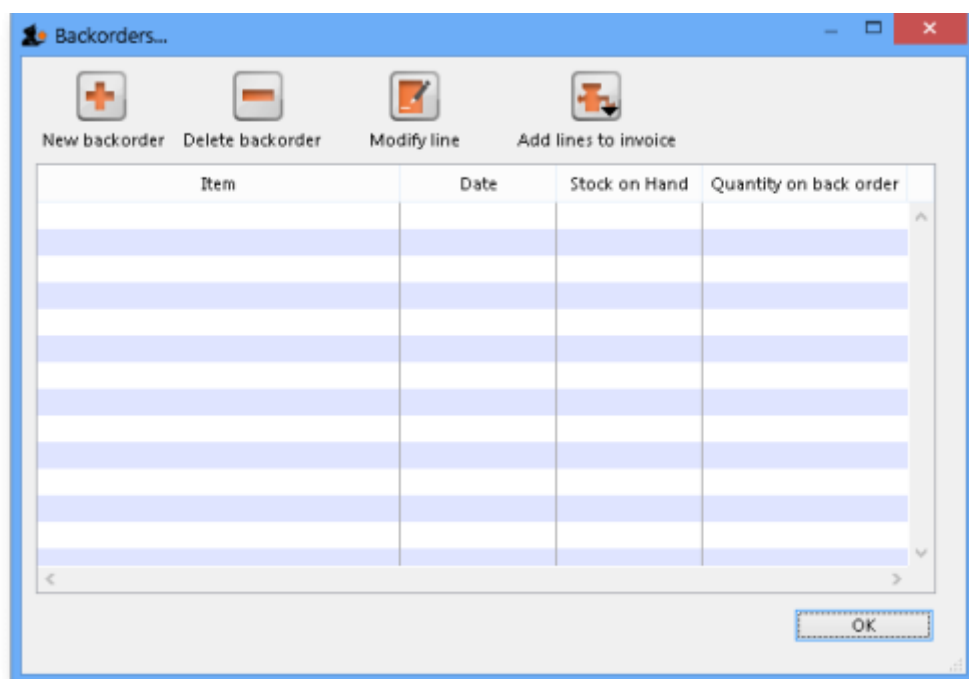 Backorders...
New backorder Delete backorder Modify line Add lines to invoice
Item Date Stock on Hand Quantity on back order
OK